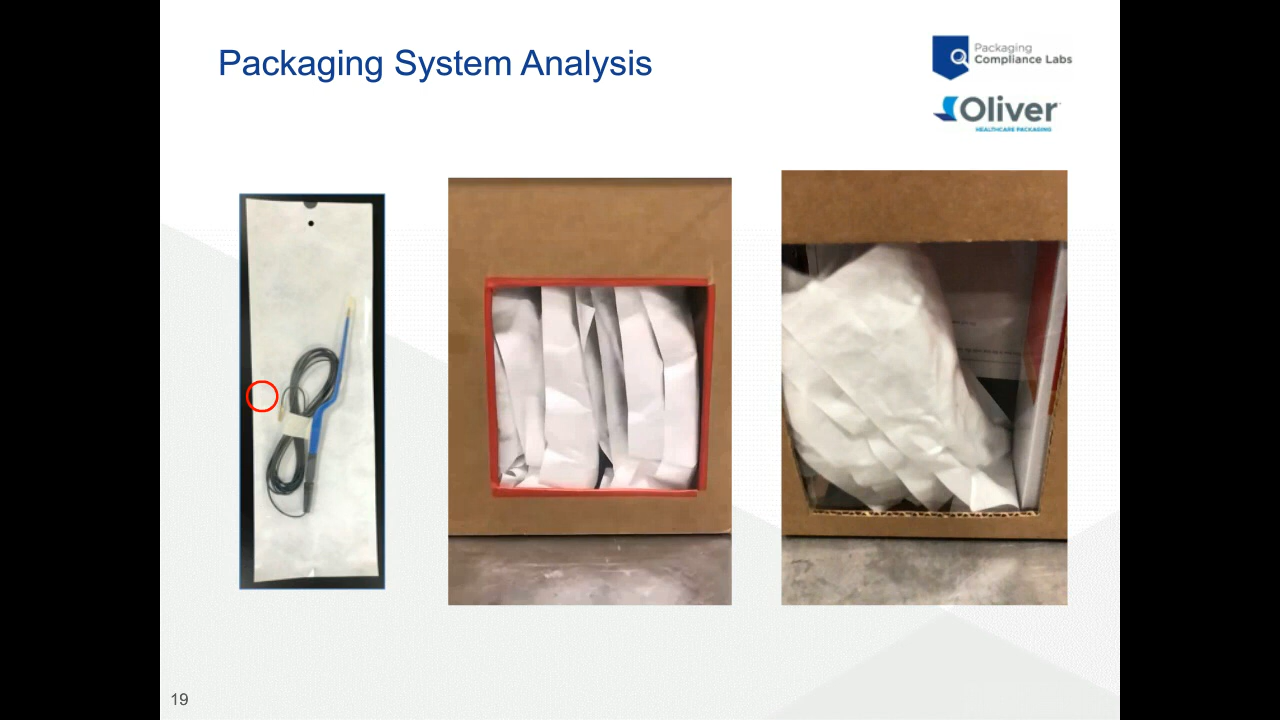 Packaging System Analysis
Packaging
Compliance Labs
Oliver
HEALTHCARE PACKAGING
19